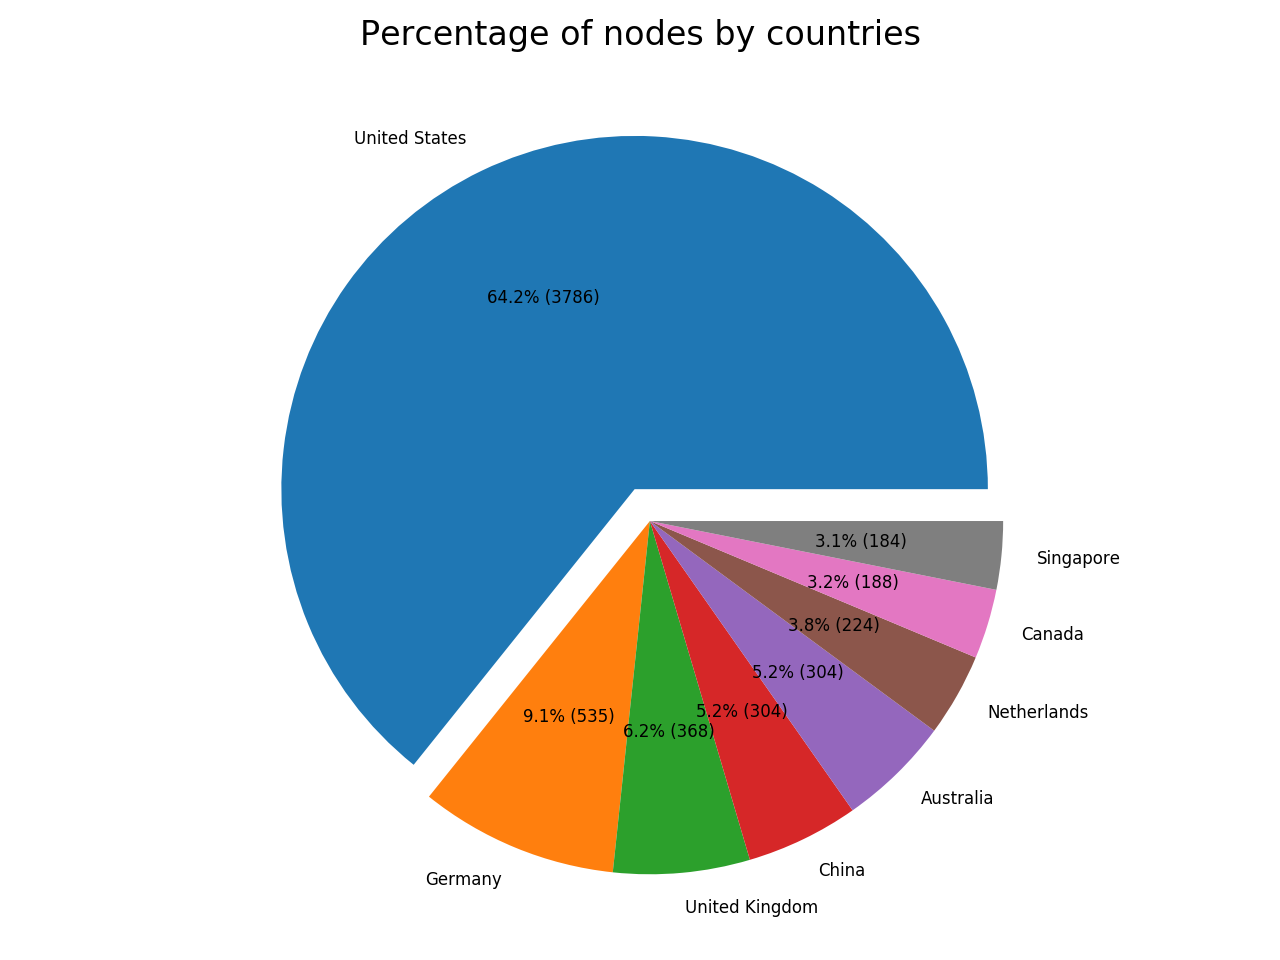 Percentage of nodes by countries
United States
64.2% (3786)
3.1% (184)
Singapore
3.2% (188)
Canada
3.8% (224)
Netherlands
5.2% (304)
Australia
5.2% (304)
China
6.2% (368)
United Kingdom
9.1% (535)
Germany